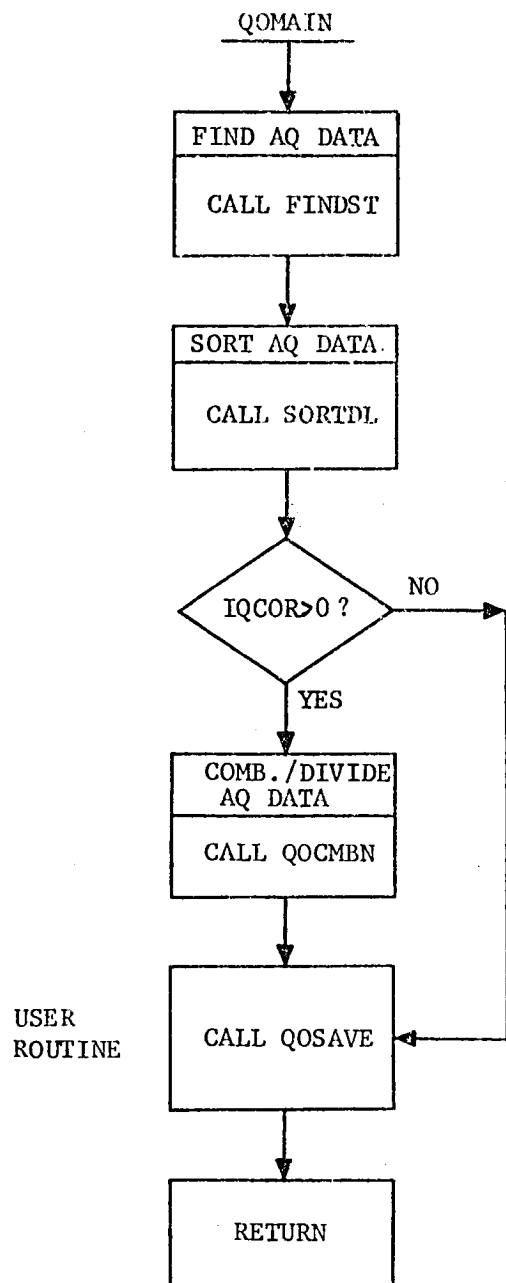 QOMAIN
FIND AQ DATA
CALL FINDST
SORT AQ DATA.
CALL SORTDL
IQCOR>0 ?
NO
YES
COMB./DIVIDE
AQ DATA
CALL QOCMBN
USER
ROUTINE
CALL QOSAVE
RETURN